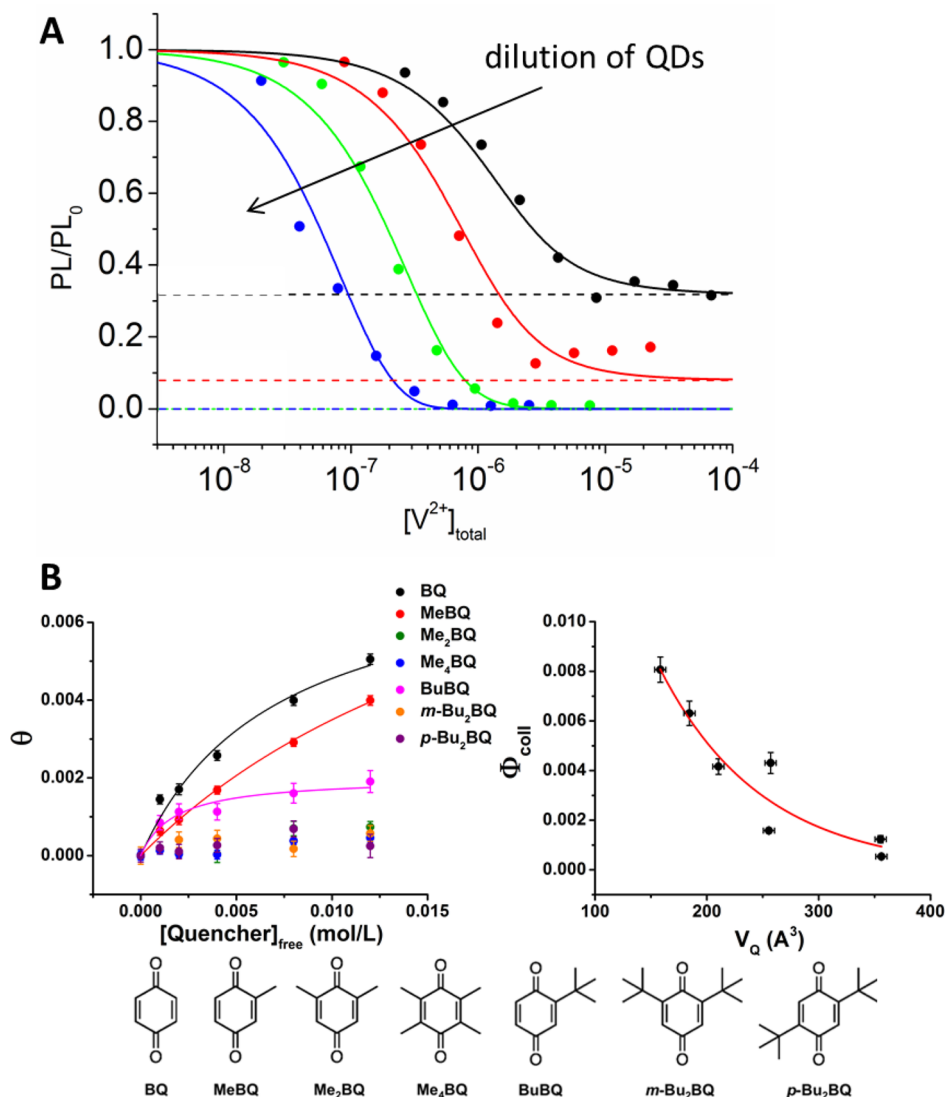 A
dilution of QDs
PL/PL₀
1.0
0.8
0.6
0.4
0.2
0.0
10⁻⁸
10⁻⁷
10⁻⁶
10⁻⁵
10⁻⁴
[V²⁺]total
B
θ
0.006
0.004
0.002
0.000
0.000
0.005
0.010
0.015
[Quencher]free (mol/L)
BQ
MeBQ
Me₂BQ
Me₄BQ
BuBQ
m-Bu₂BQ
p-Bu₂BQ
Φcoll
0.010
0.008
0.006
0.004
0.002
0.000
100
200
300
400
V_Q (A³)
O
O
O
O
O
O
O
O
O
O
O
O
O
O
BQ
MeBQ
Me₂BQ
Me₄BQ
BuBQ
m-Bu₂BQ
p-Bu₂BQ